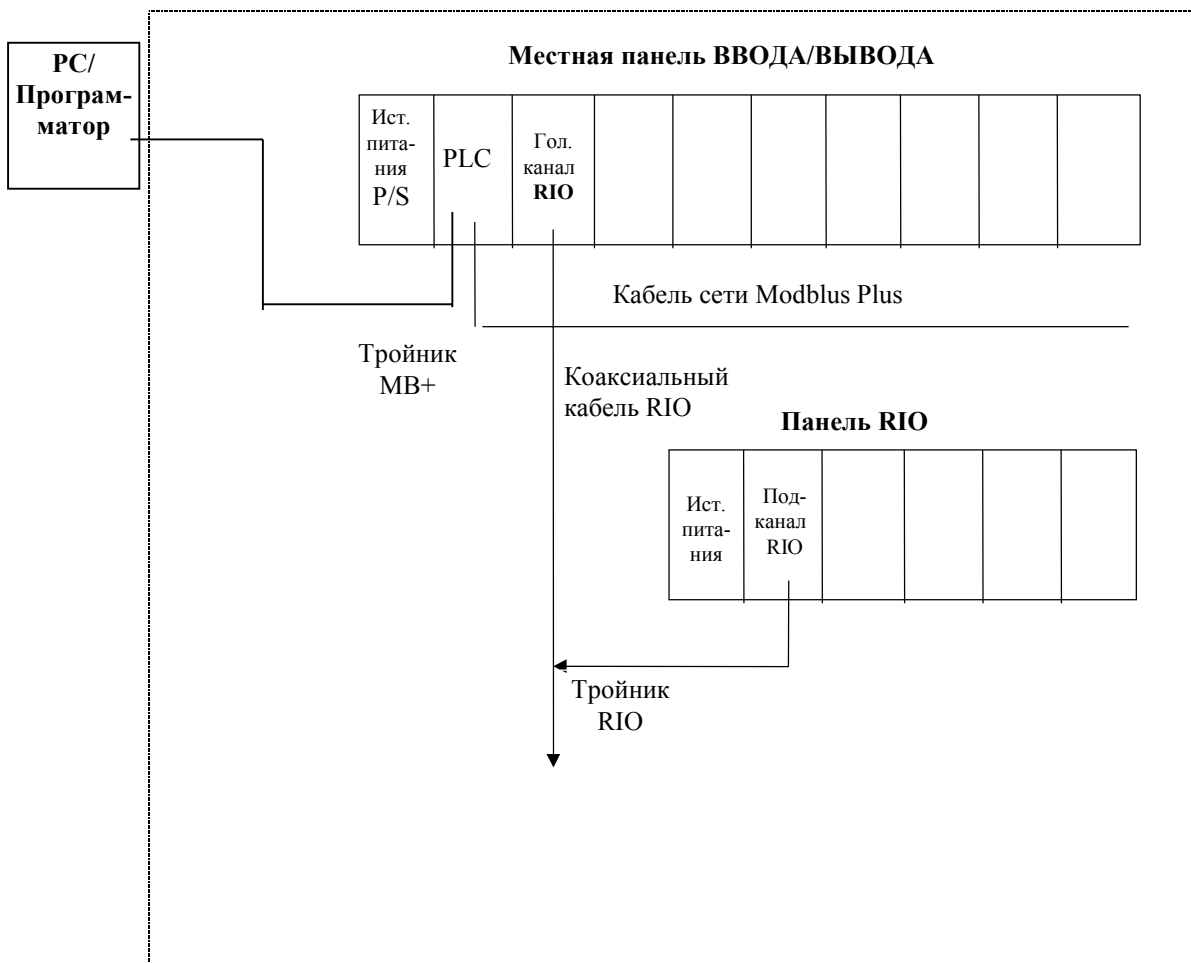 PC/
Програм-
матор
Местная панель ВВОДА/ВЫВОДА
Ист.
пита-
ния
P/S
PLC
Гол.
канал
RIO
Кабель сети Modblus Plus
Тройник
MB+
Коаксиальный
кабель RIO
Панель RIO
Ист.
пита-
ния
Под-
канал
RIO
Тройник
RIO